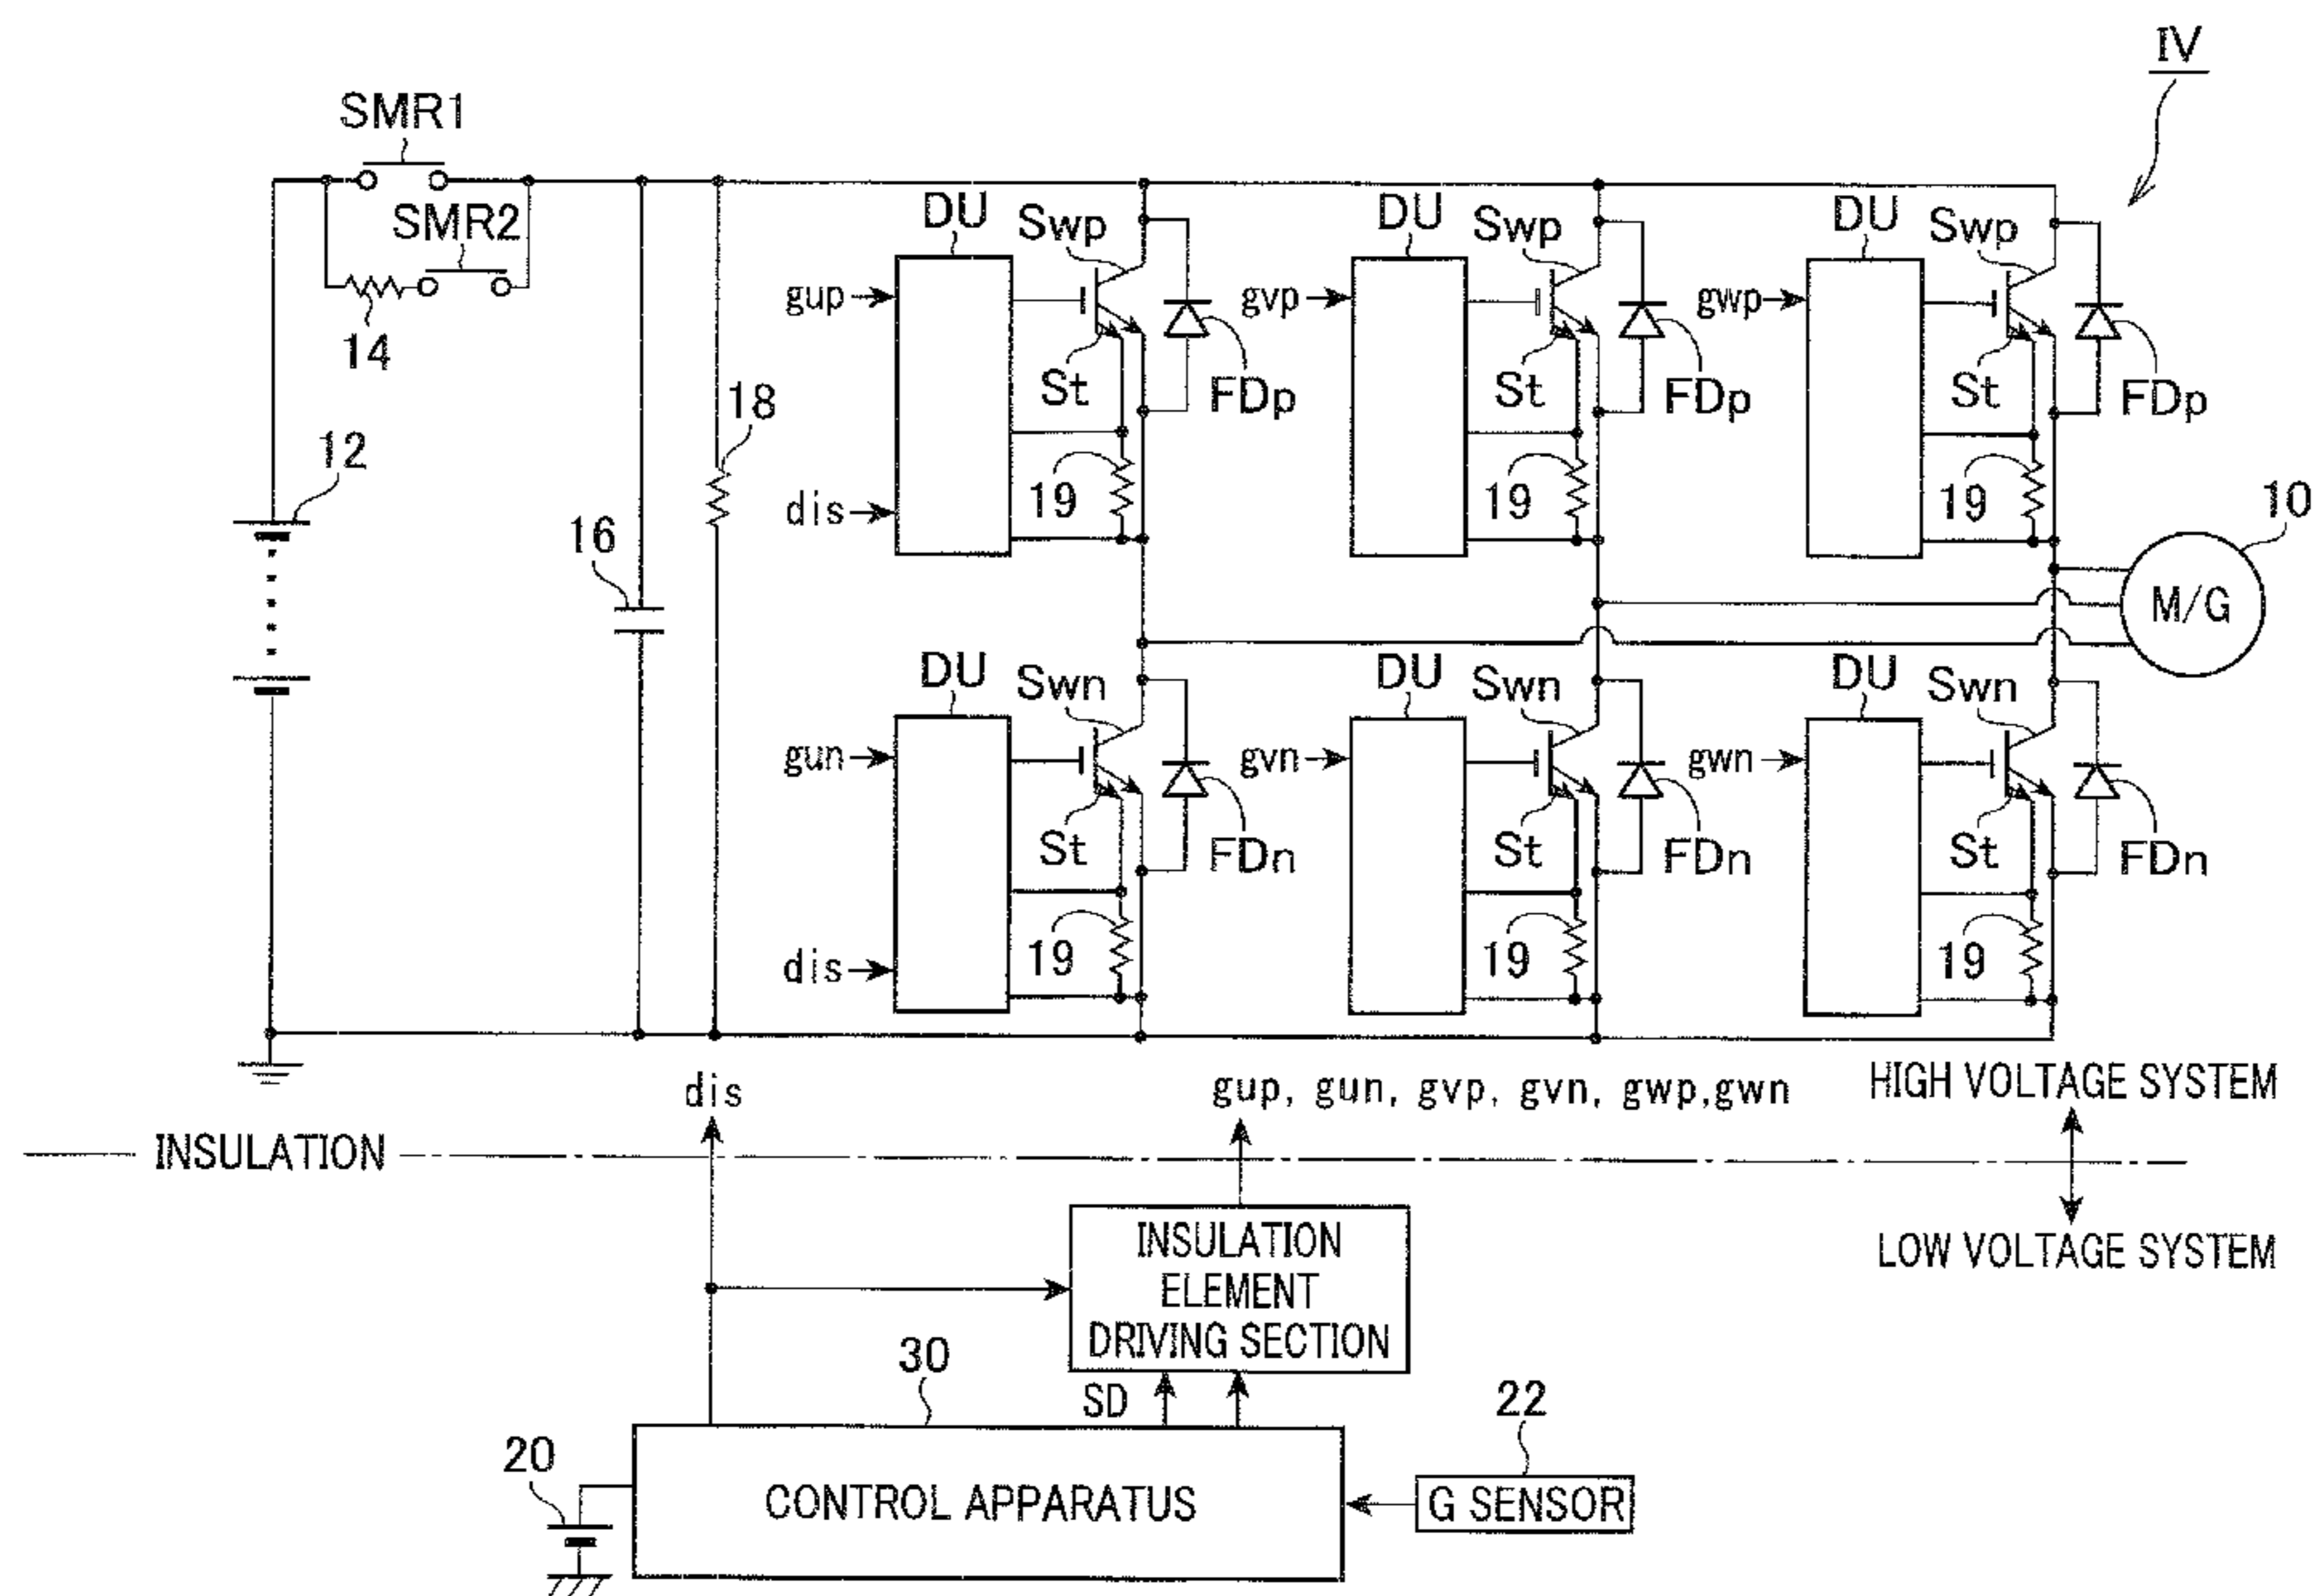 IV
SMR1
SMR2
14
12
16
18
DU Swp
gup
St
FDp
19
dis
DU Swp
gvp
St
FDp
19
DU Swp
gwp
St
FDp
19
10
M/G
DU Swn
gun
St
FDn
19
dis
DU Swn
gvn
St
FDn
19
DU Swn
gwn
St
FDn
19
dis
gup, gun, gvp, gvn, gwp,gwn
HIGH VOLTAGE SYSTEM
INSULATION
LOW VOLTAGE SYSTEM
INSULATION
ELEMENT
DRIVING SECTION
30
SD
22
20
CONTROL APPARATUS
G SENSOR